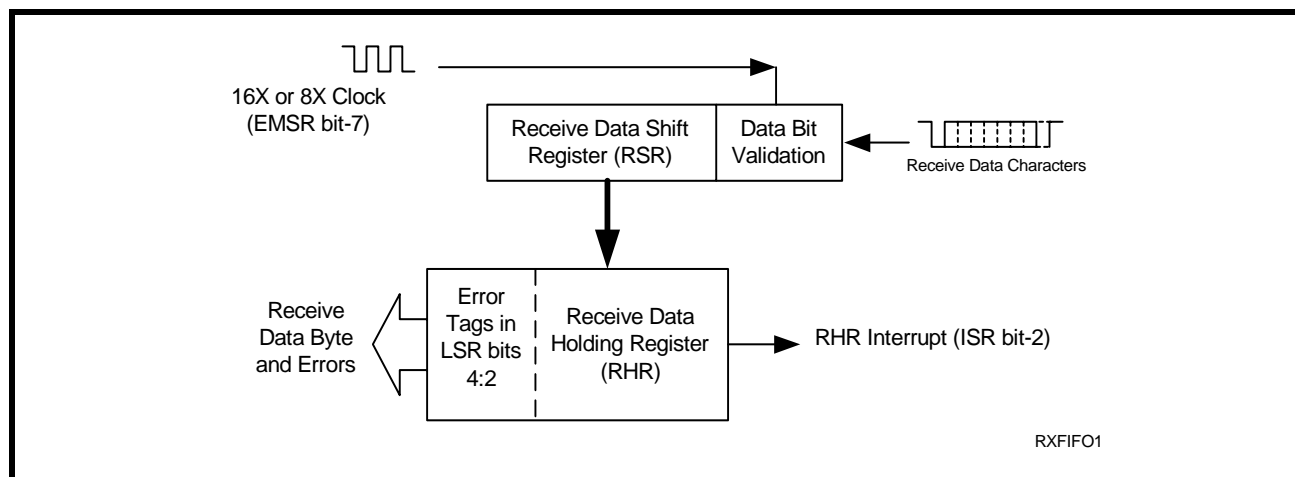 16X or 8X Clock
(EMSR bit-7)
Receive Data Shift
Register (RSR)
Data Bit
Validation
Receive Data Characters
Receive
Data Byte
and Errors
Error
Tags in
LSR bits
4:2
Receive Data
Holding Register
(RHR)
RHR Interrupt (ISR bit-2)
RXFIFO1